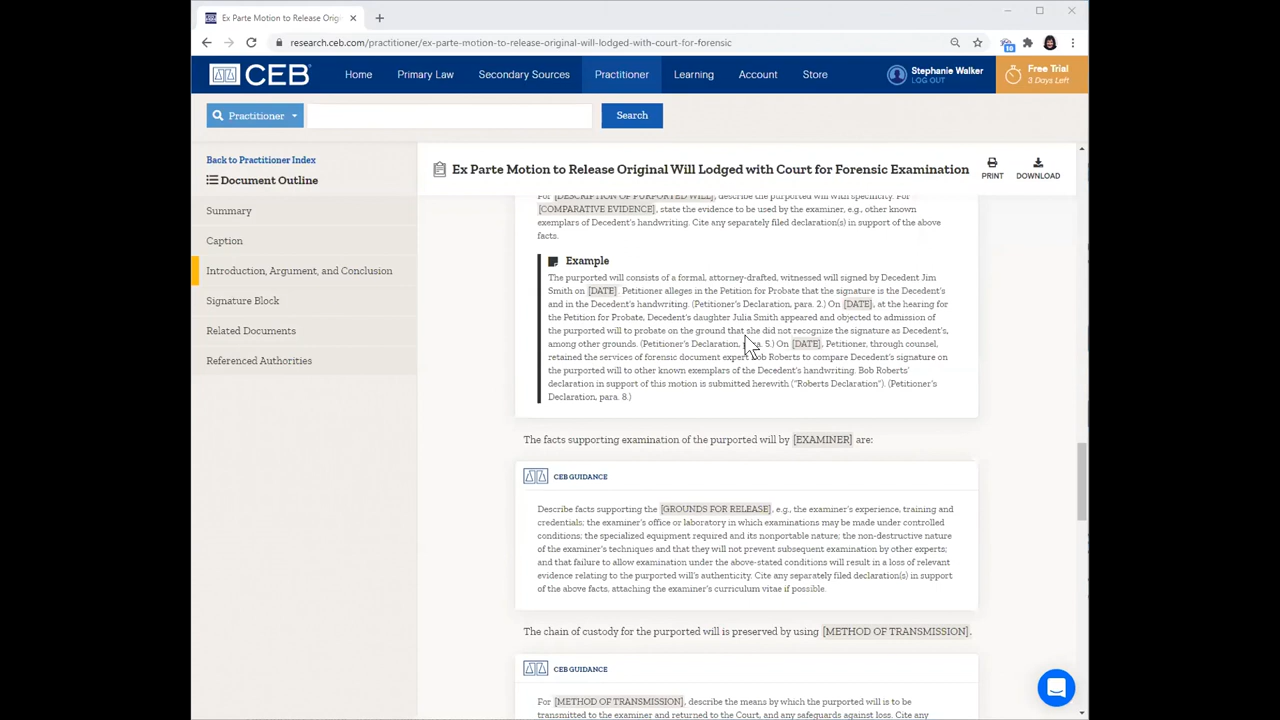 Ex Parte Motion to Release Orig
research.ceb.com/practitioner/ex-parte-motion-to-release-original-will-lodged-with-court-for-forensic
10
CEB
Home
Primary Law
Secondary Sources
Practitioner
Learning
Account
Store
Stephanie Walker
LOG OUT
Free Trial
3 Days Left
Practitioner
Search
Back to Practitioner Index
Document Outline
Summary
Caption
Introduction, Argument, and Conclusion
Signature Block
Related Documents
Referenced Authorities
Ex Parte Motion to Release Original Will Lodged with Court for Forensic Examination
PRINT
DOWNLOAD
For [DESCRIPTION OF PURPORTED WILL], describe the purported will with specificity. For
[COMPARATIVE EVIDENCE], state the evidence to be used by the examiner, e.g., other known
exemplars of Decedent's handwriting. Cite any separately filed declaration(s) in support of the above
facts.
Example
The purported will consists of a formal, attorney-drafted, witnessed will signed by Decedent Jim
Smith on [DATE]. Petitioner alleges in the Petition for Probate that the signature is the Decedent's
and in the Decedent's handwriting. (Petitioner's Declaration, para. 2.) On [DATE], at the hearing for
the Petition for Probate, Decedent's daughter Julia Smith appeared and objected to admission of
the purported will to probate on the ground that she did not recognize the signature as Decedent's,
among other grounds. (Petitioner's Declaration, a. 5.) On [DATE], Petitioner, through counsel,
retained the services of forensic document expert Bob Roberts to compare Decedent's signature on
the purported will to other known exemplars of the Decedent's handwriting. Bob Roberts'
declaration in support of this motion is submitted herewith ("Roberts Declaration"). (Petitioner's
Declaration, para. 8.)
The facts supporting examination of the purported will by [EXAMINER] are:
CEB GUIDANCE
Describe facts supporting the [GROUNDS FOR RELEASE], e.g., the examiner's experience, training and
credentials; the examiner's office or laboratory in which examinations may be made under controlled
conditions; the specialized equipment required and its nonportable nature; the non-destructive nature
of the examiner's techniques and that they will not prevent subsequent examination by other experts;
and that failure to allow examination under the above-stated conditions will result in a loss of relevant
evidence relating to the purported will's authenticity. Cite any separately filed declaration(s) in support
of the above facts, attaching the examiner's curriculum vitae if possible.
The chain of custody for the purported will is preserved by using [METHOD OF TRANSMISSION].
CEB GUIDANCE
For [METHOD OF TRANSMISSION], describe the means by which the purported will is to be
transmitted to the examiner and returned to the Court, and any safeguards against loss. Cite any